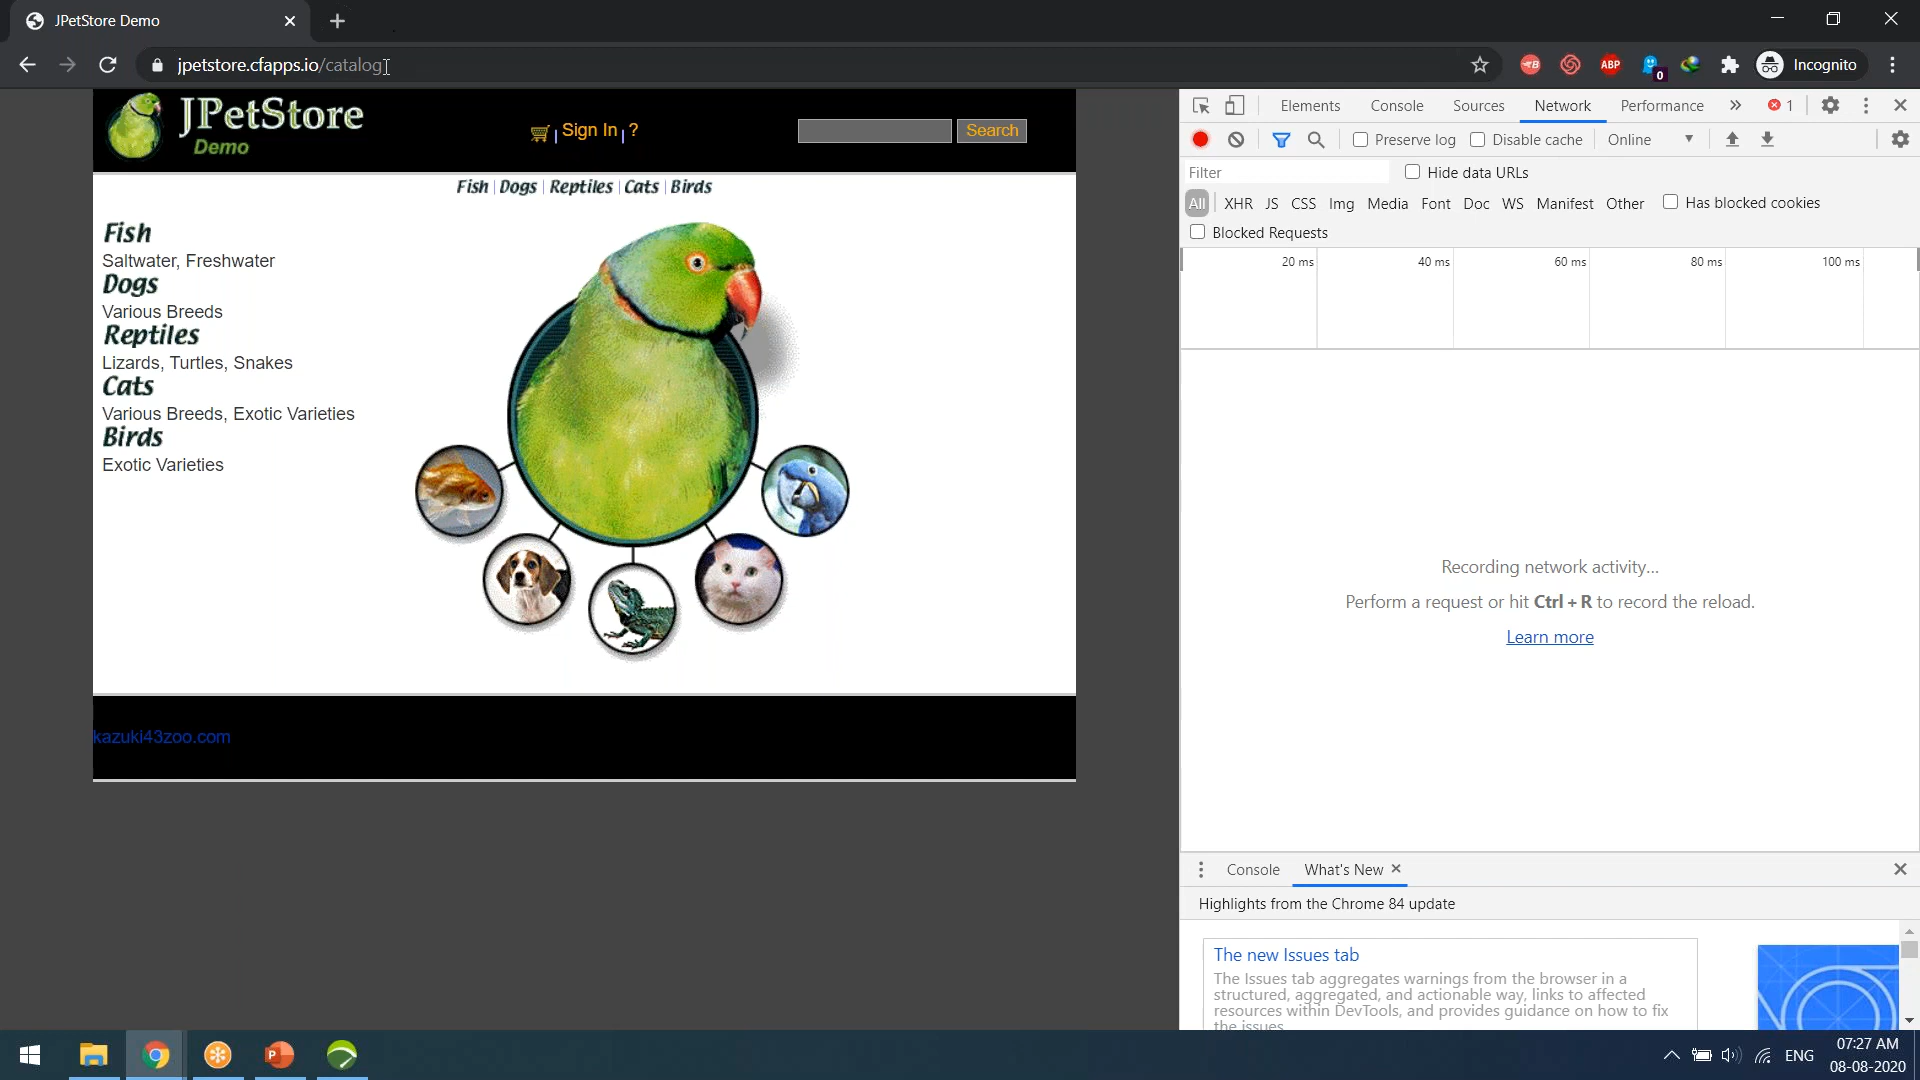 JPetStore Demo
jpetstore.cfapps.io/catalog
ABP
0
Incognito
JPetStore
Demo
Sign In ?
Search
Fish Dogs Reptiles Cats Birds
Fish
Saltwater, Freshwater
Dogs
Various Breeds
Reptiles
Lizards, Turtles, Snakes
Cats
Various Breeds, Exotic Varieties
Birds
Exotic Varieties
kazuki43zoo.com
Elements Console Sources Network Performance » 1
Preserve log Disable cache Online
Filter Hide data URLs
All XHR JS CSS Img Media Font Doc WS Manifest Other Has blocked cookies
Blocked Requests
20 ms 40 ms 60 ms 80 ms 100 ms
Recording network activity...
Perform a request or hit Ctrl + R to record the reload.
Learn more
Console What's New
Highlights from the Chrome 84 update
The new Issues tab
The Issues tab aggregates warnings from the browser in a
structured, aggregated, and actionable way, links to affected
resources within DevTools, and provides guidance on how to fix
the issues
ENG
07:27 AM
08-08-2020